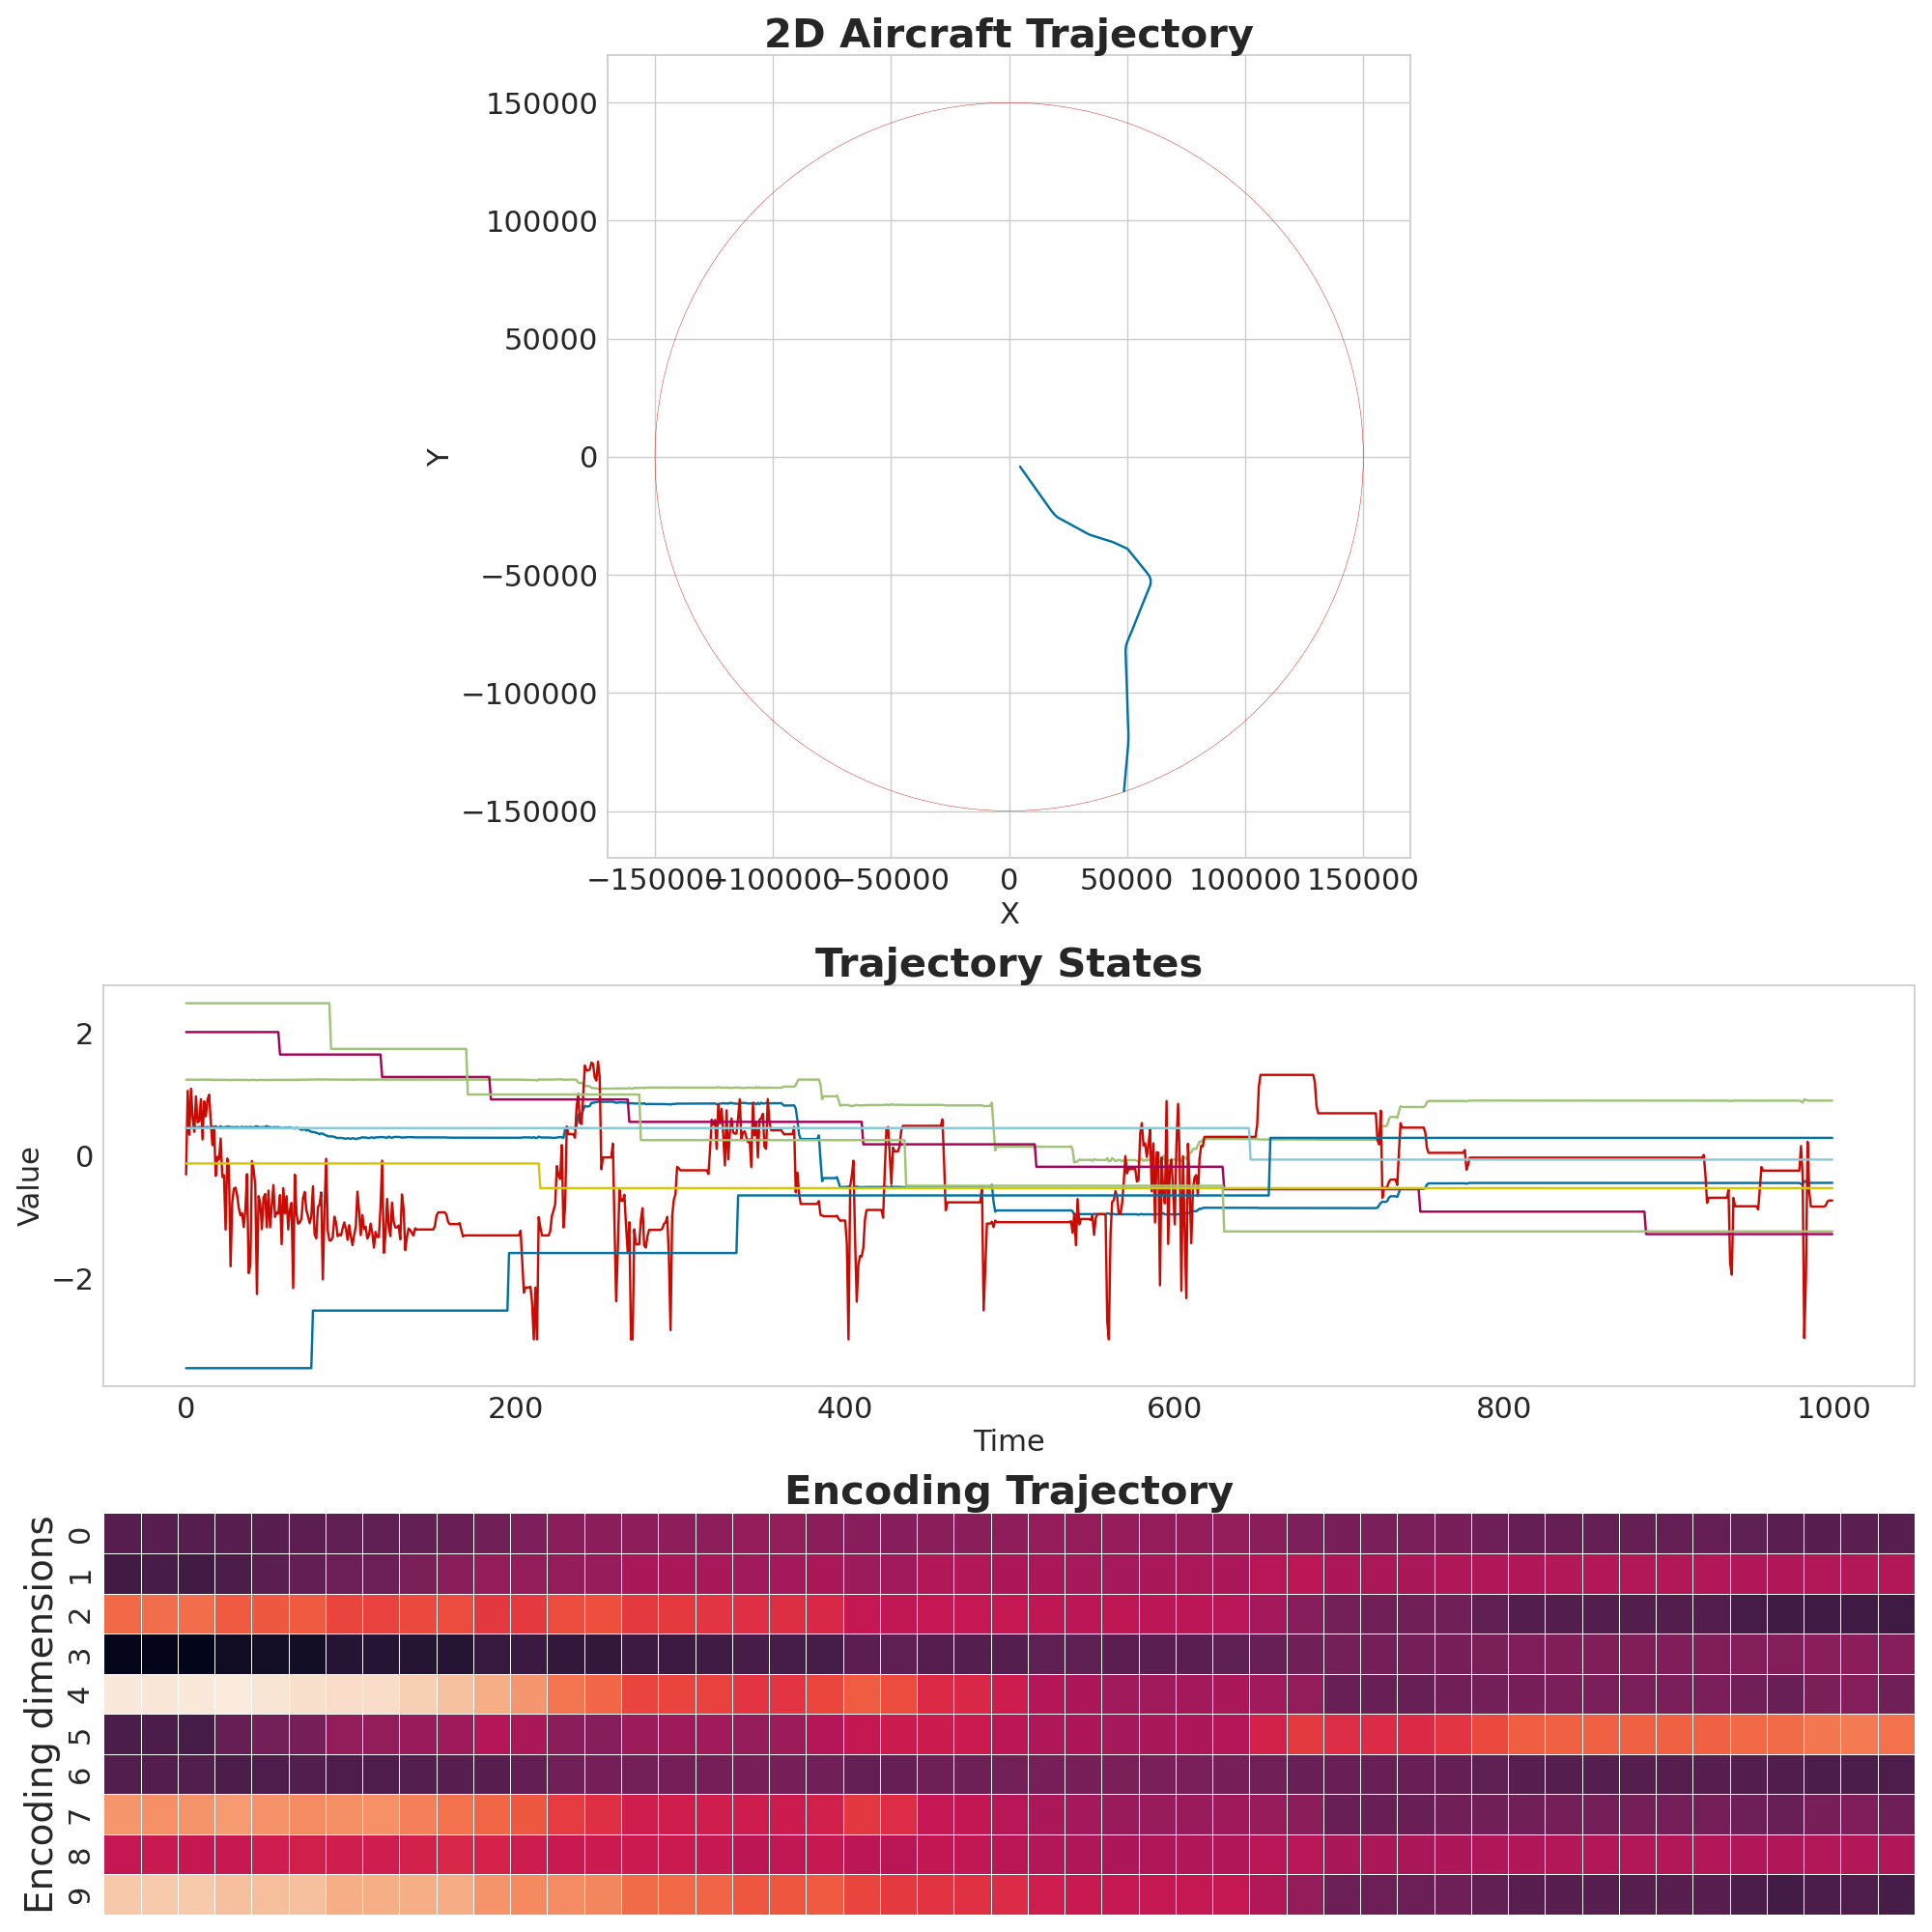 2D Aircraft Trajectory
150000
100000
50000
0
−50000
−100000
−150000
Y
−150000 −100000 −50000 0 50000 100000 150000
X
Trajectory States
2
0
−2
Value
0 200 400 600 800 1000
Time
Encoding Trajectory
Encoding dimensions
0
1
2
3
4
5
6
7
8
9